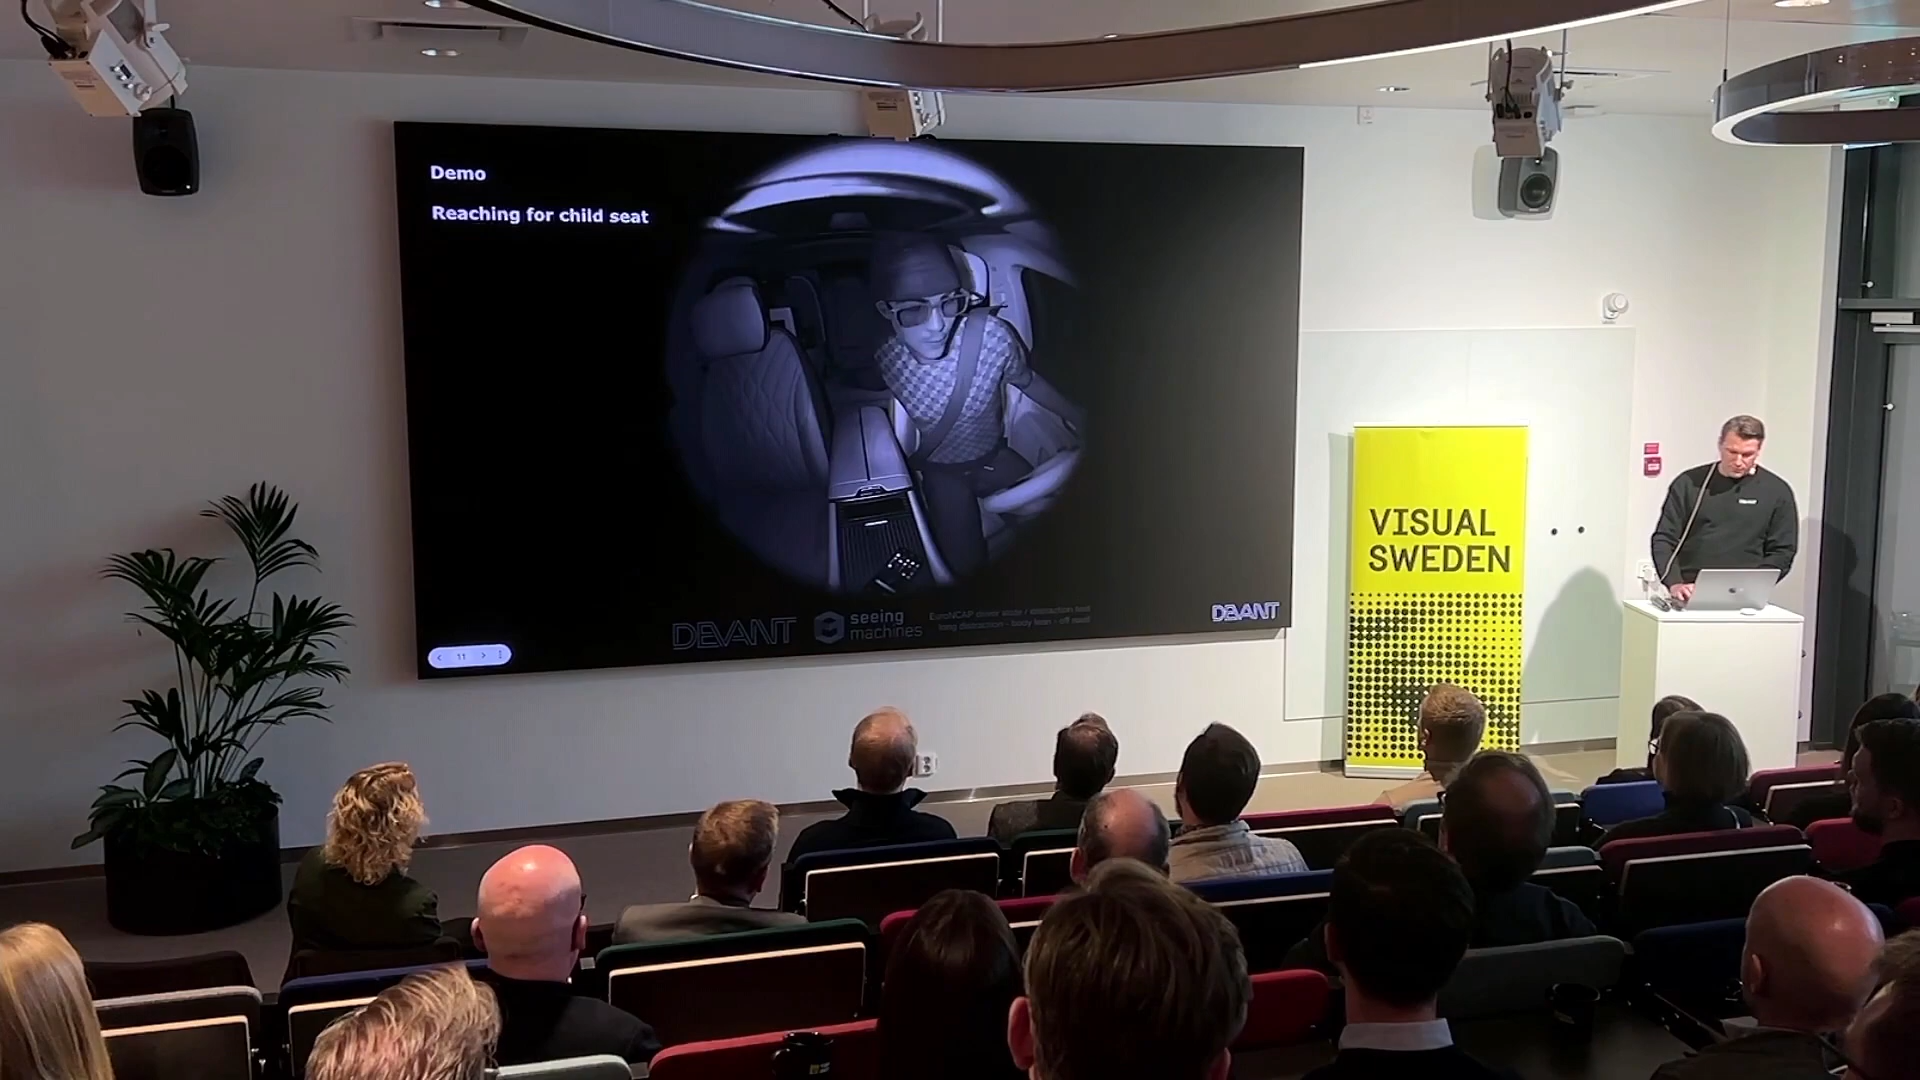 Demo
Reaching for child seat
DEVANT
seeing
machines
EuroNCAP driver state / distraction test
long distraction - body lean - off road
DEVANT
11
VISUAL
SWEDEN